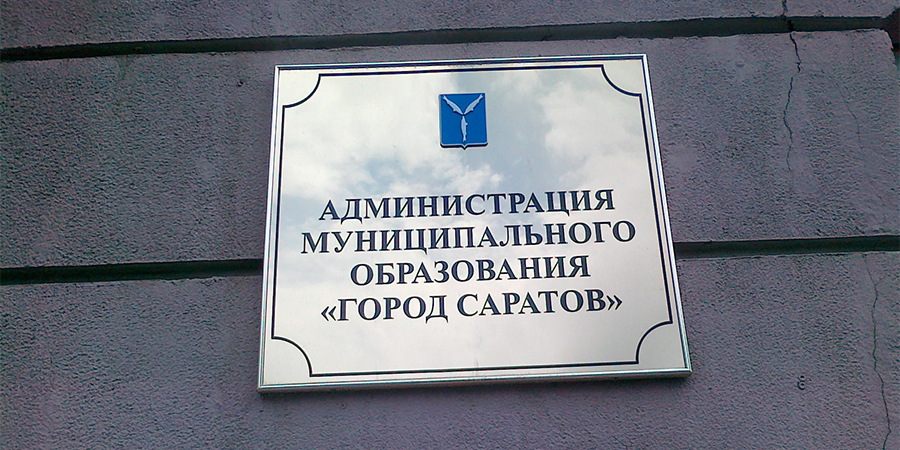 АДМИНИСТРАЦИЯ
МУНИЦИПАЛЬНОГО
ОБРАЗОВАНИЯ
«ГОРОД САРАТОВ»